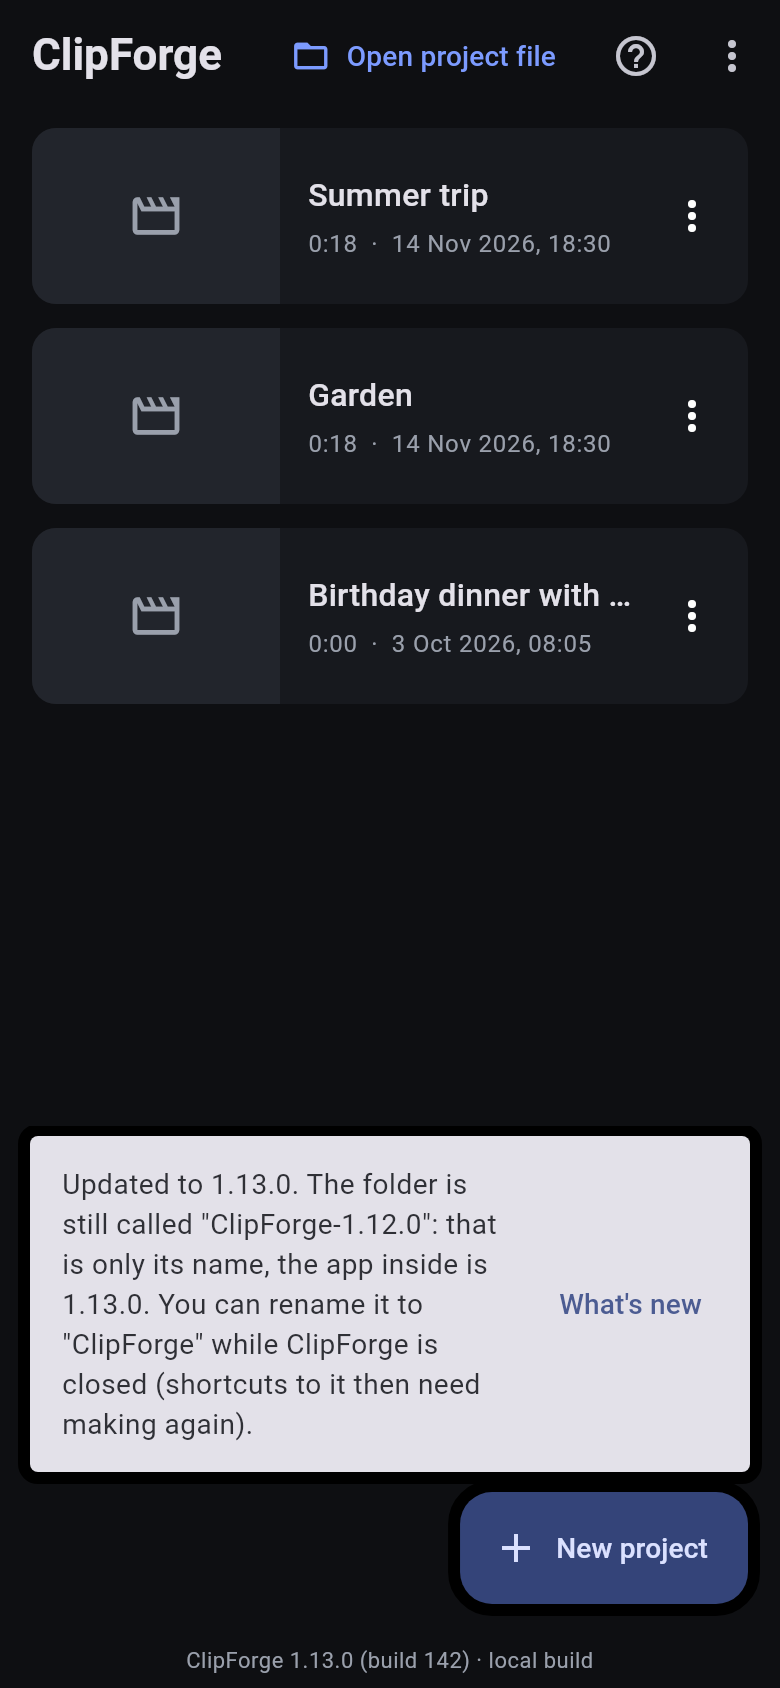 ClipForge
Open project file
Summer trip
0:18 · 14 Nov 2026, 18:30
Garden
0:18 · 14 Nov 2026, 18:30
Birthday dinner with ...
0:00 · 3 Oct 2026, 08:05
Updated to 1.13.0. The folder is
still called "ClipForge-1.12.0": that
is only its name, the app inside is
1.13.0. You can rename it to
"ClipForge" while ClipForge is
closed (shortcuts to it then need
making again).
What's new
New project
ClipForge 1.13.0 (build 142) · local build